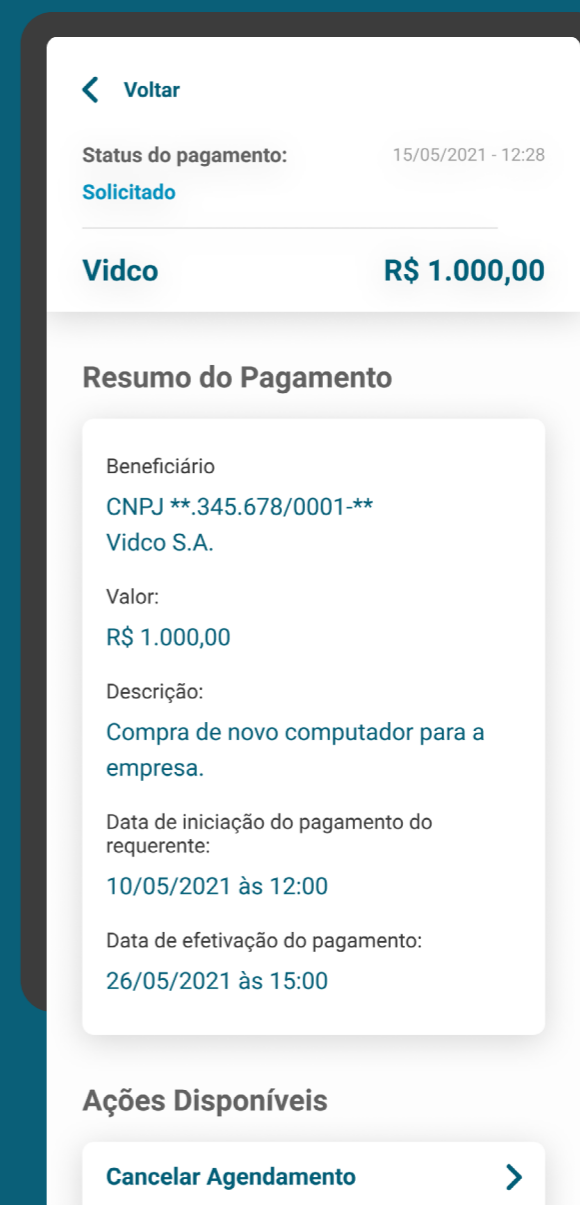 Voltar
Status do pagamento:
15/05/2021 - 12:28
Solicitado
Vidco
R$ 1.000,00
Resumo do Pagamento
Beneficiário
CNPJ **.345.678/0001-**
Vidco S.A.
Valor:
R$ 1.000,00
Descrição:
Compra de novo computador para a
empresa.
Data de iniciação do pagamento do
requerente:
10/05/2021 às 12:00
Data de efetivação do pagamento:
26/05/2021 às 15:00
Ações Disponíveis
Cancelar Agendamento